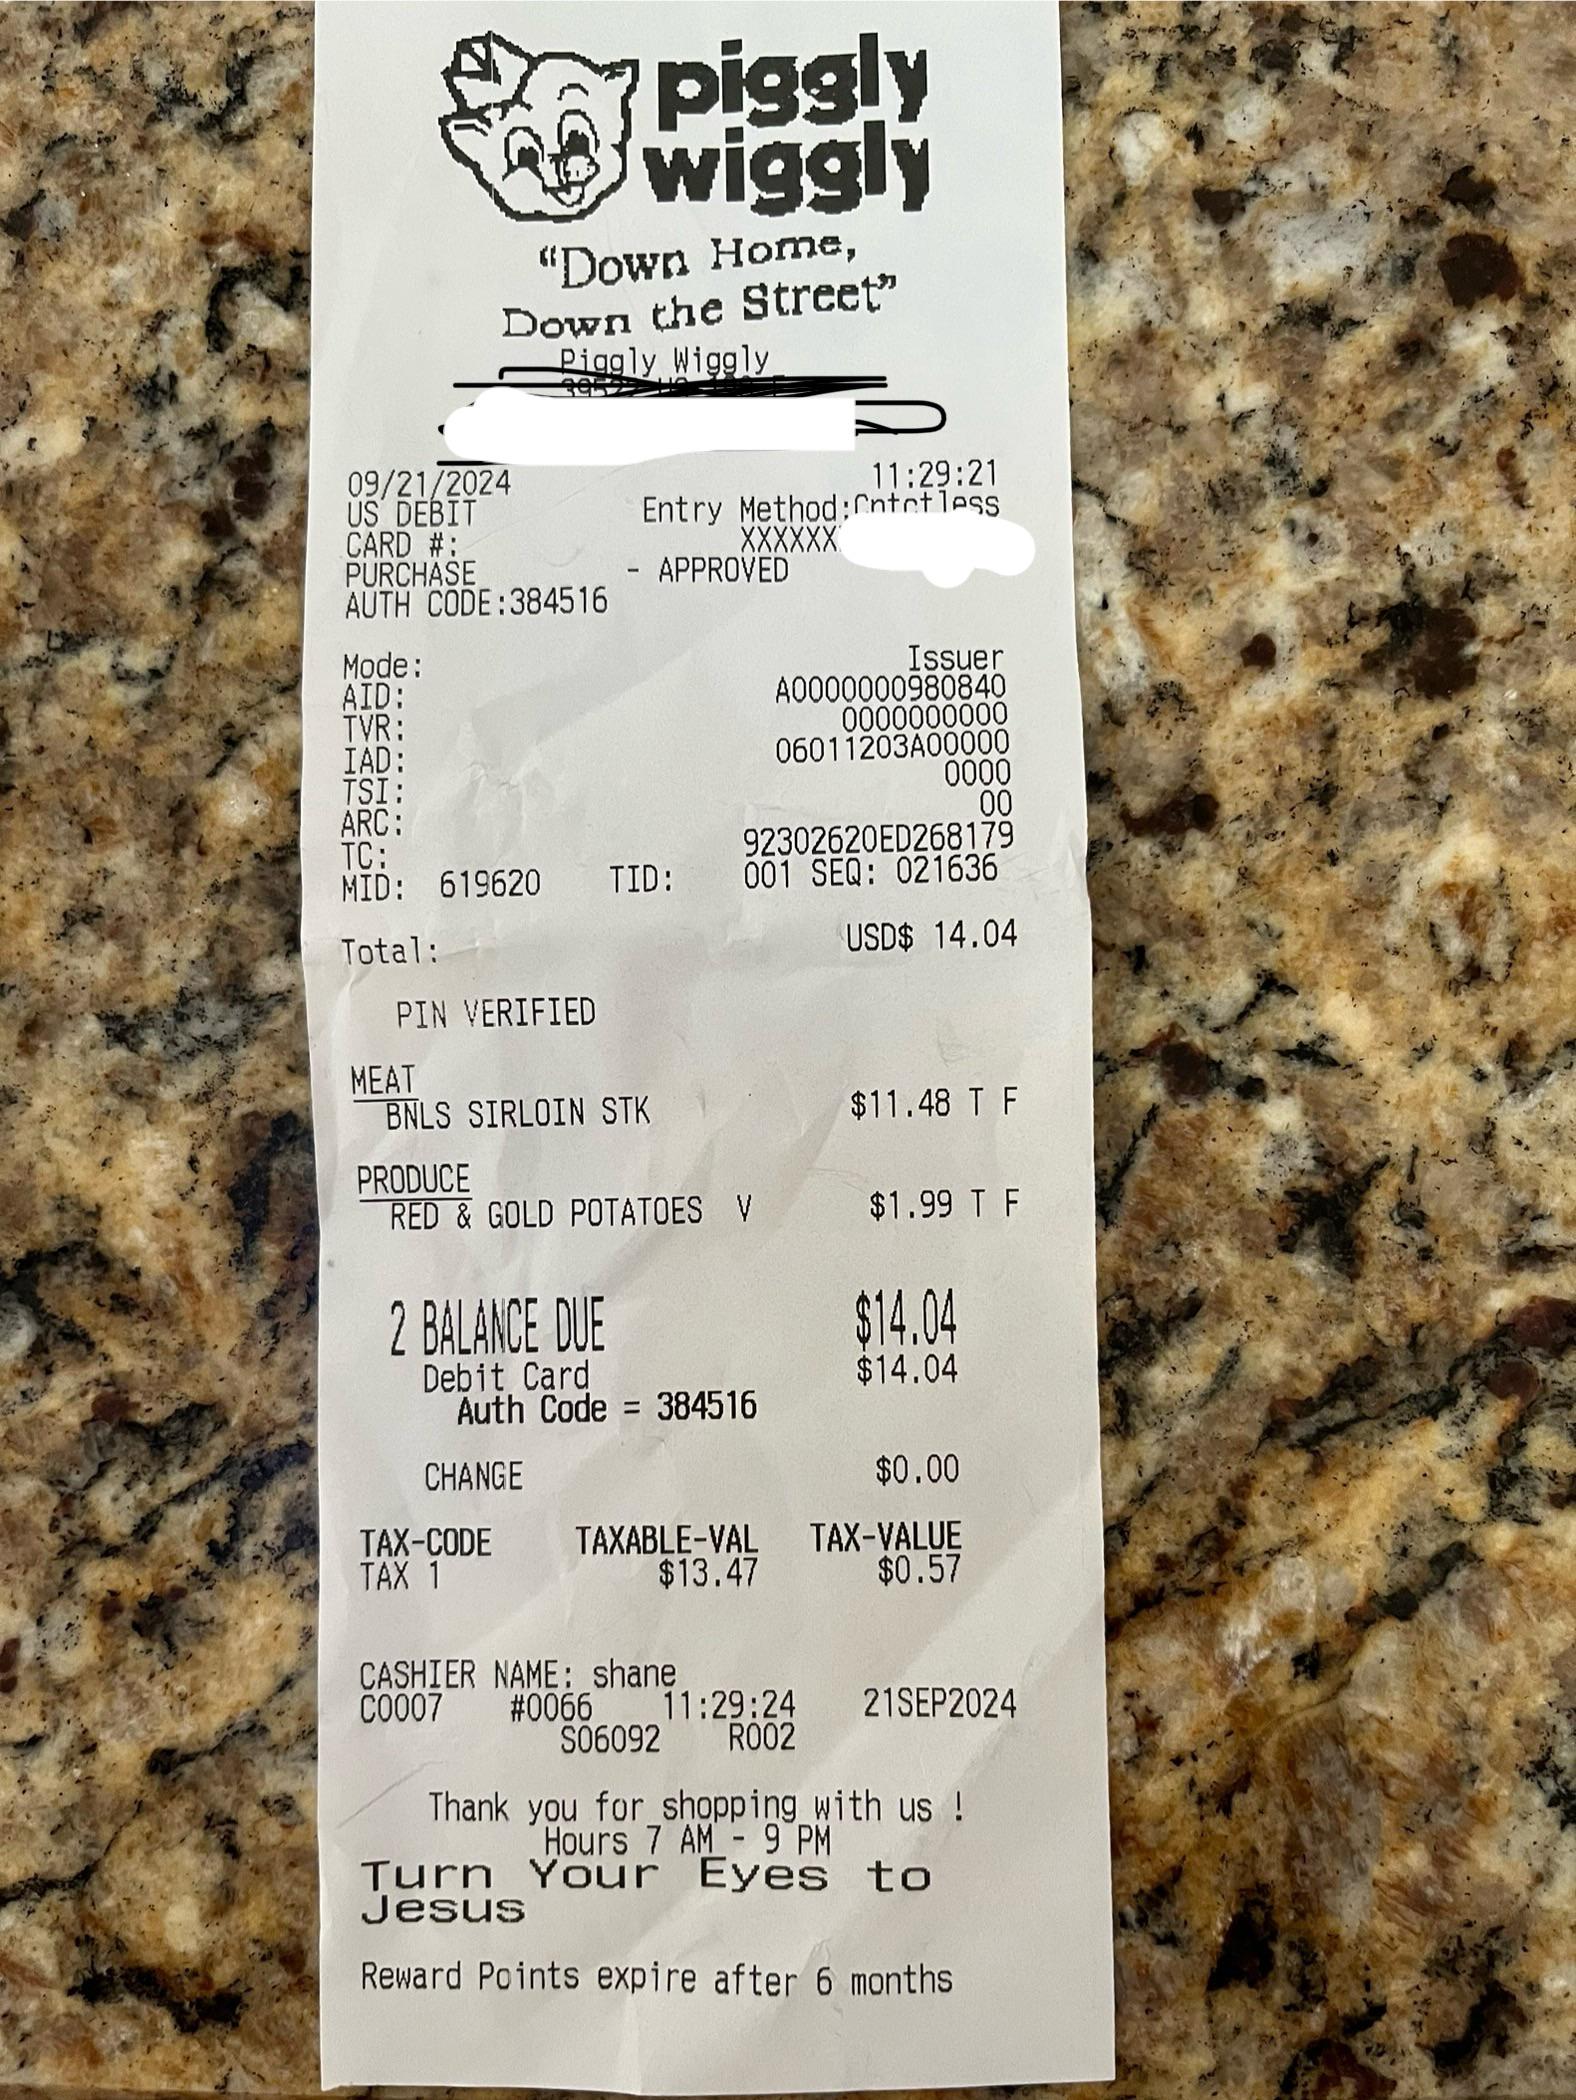 piggly
wiggly
"Down Home,
Down the Street"
Piggly Wiggly
09/21/2024 11:29:21
US DEBIT Entry Method:Cntctless
CARD #: XXXXXX
PURCHASE - APPROVED
AUTH CODE:384516
Mode: Issuer
AID: A0000000980840
TVR: 0000000000
IAD: 06011203A00000
TSI: 0000
ARC: 00
TC: 92302620ED268179
MID: 619620 TID: 001 SEQ: 021636
Total: USD$ 14.04
PIN VERIFIED
MEAT
BNLS SIRLOIN STK $11.48 T F
PRODUCE
RED & GOLD POTATOES V $1.99 T F
2 BALANCE DUE $14.04
Debit Card $14.04
Auth Code = 384516
CHANGE $0.00
TAX-CODE TAXABLE-VAL TAX-VALUE
TAX 1 $13.47 $0.57
CASHIER NAME: shane
C0007 #0066 11:29:24 21SEP2024
S06092 R002
Thank you for shopping with us !
Hours 7 AM - 9 PM
Turn Your Eyes to
Jesus
Reward Points expire after 6 months